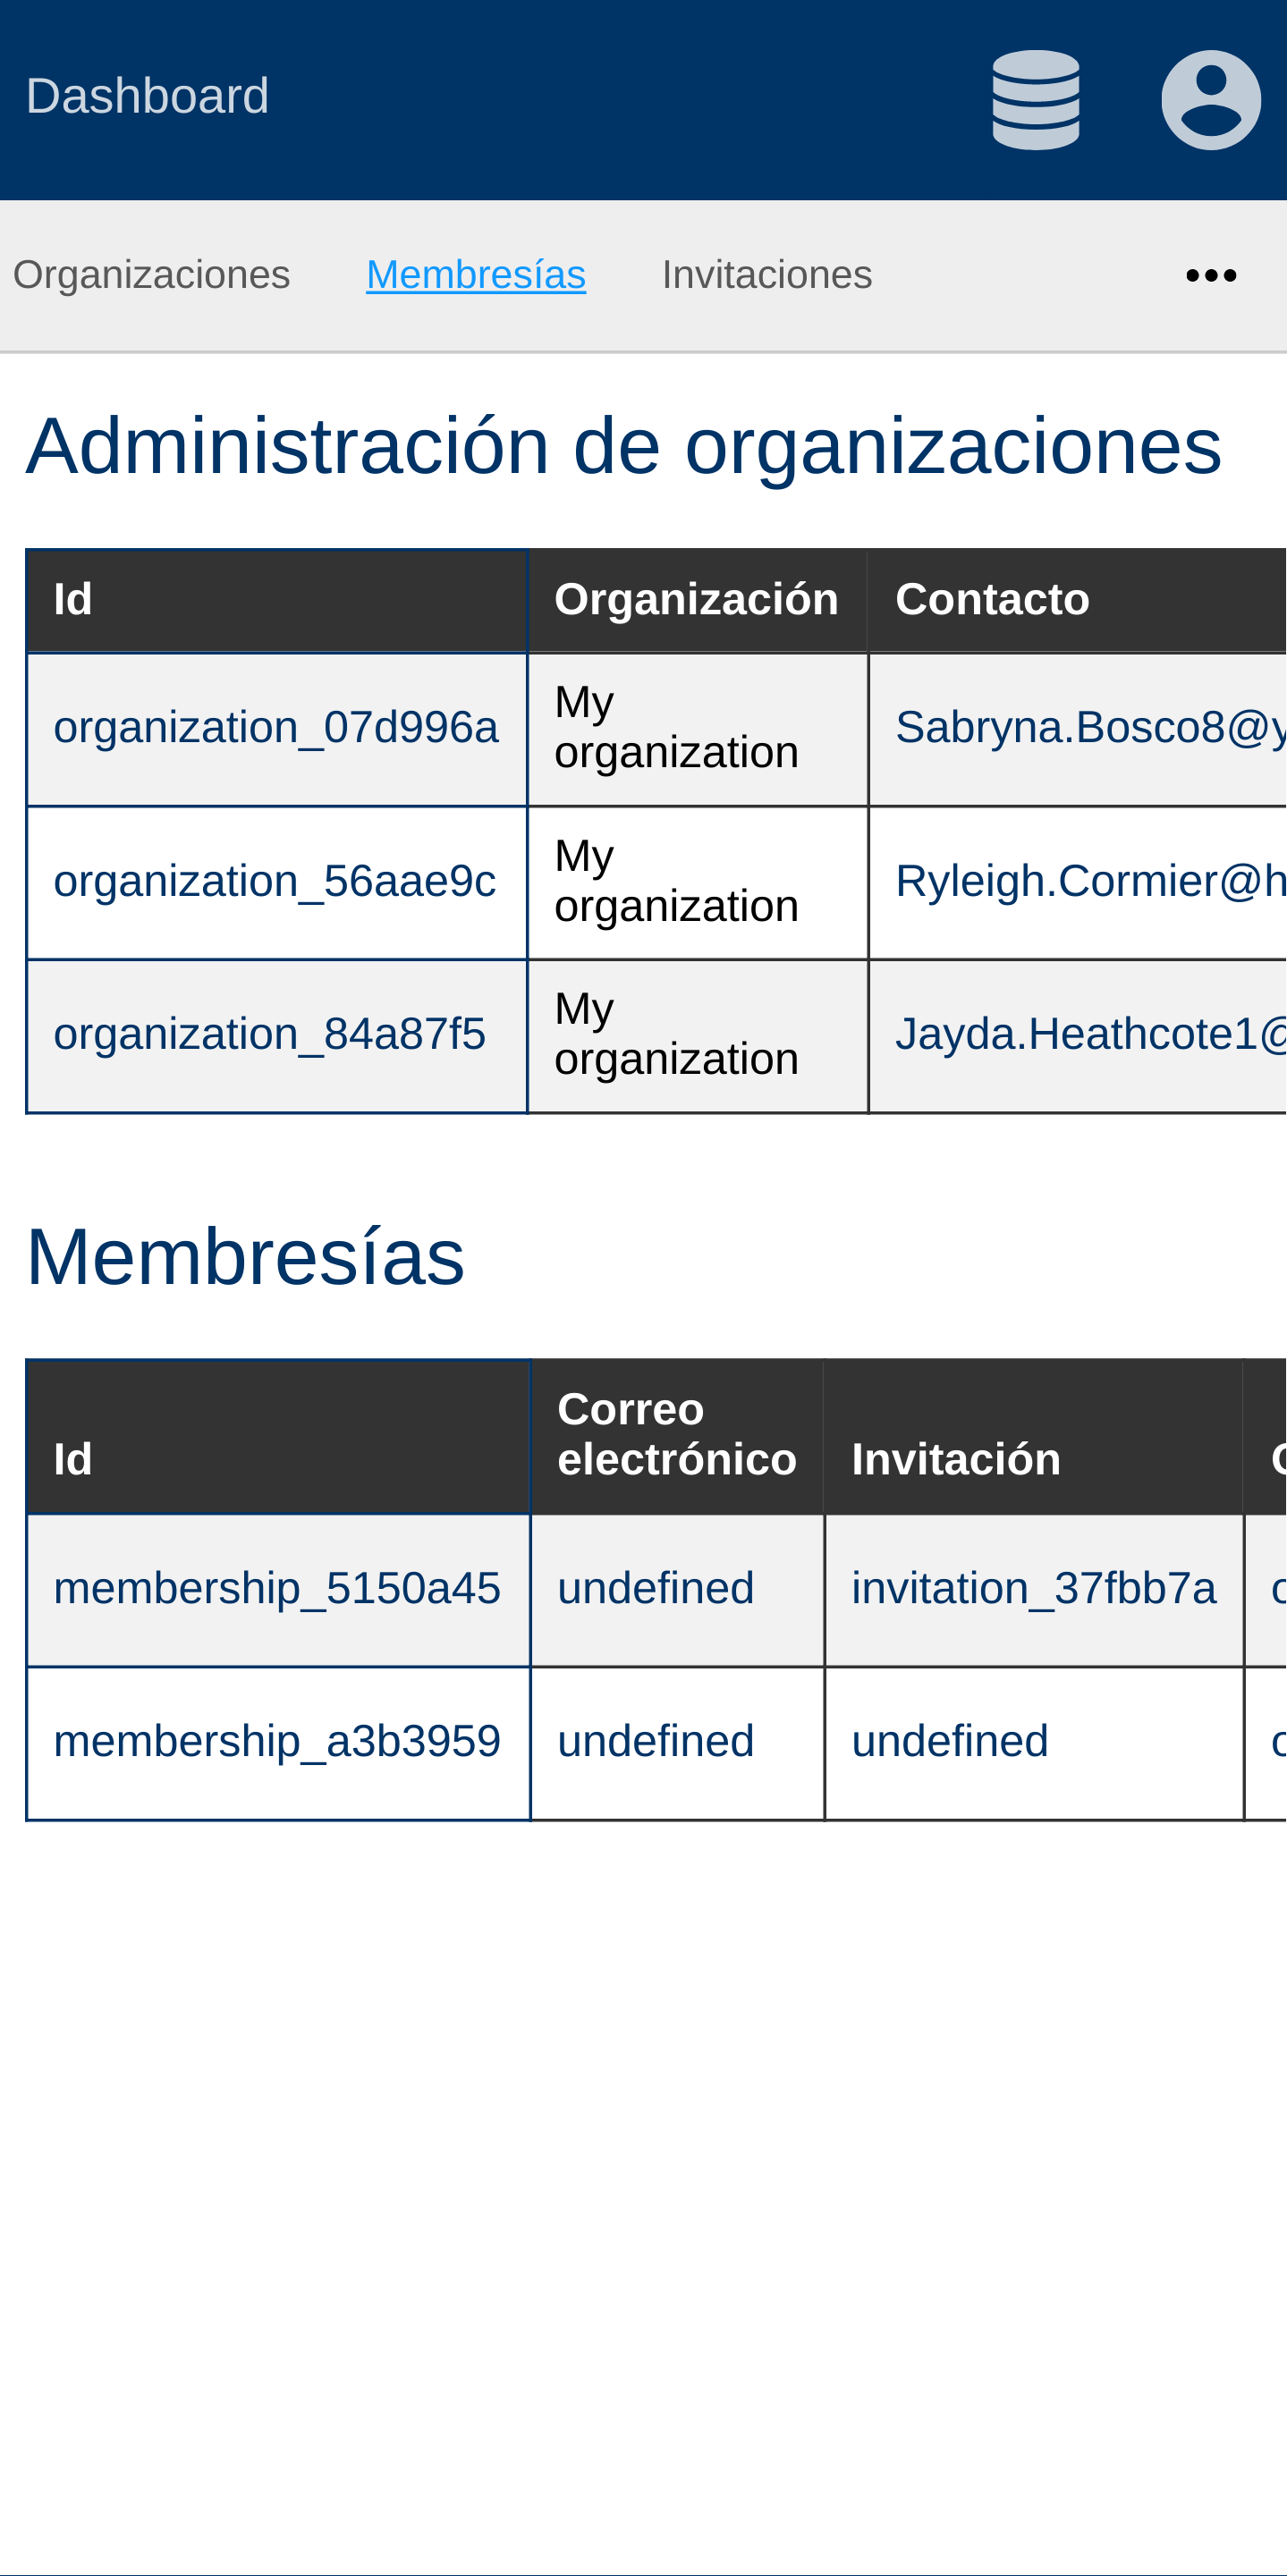 Dashboard
Organizaciones Membresías Invitaciones •••
Administración de organizaciones
Id Organización Contacto
organization_07d996a My organization Sabryna.Bosco8@y
organization_56aae9c My organization Ryleigh.Cormier@h
organization_84a87f5 My organization Jayda.Heathcote1@
Membresías
Id Correo electrónico Invitación
membership_5150a45 undefined invitation_37fbb7a
membership_a3b3959 undefined undefined